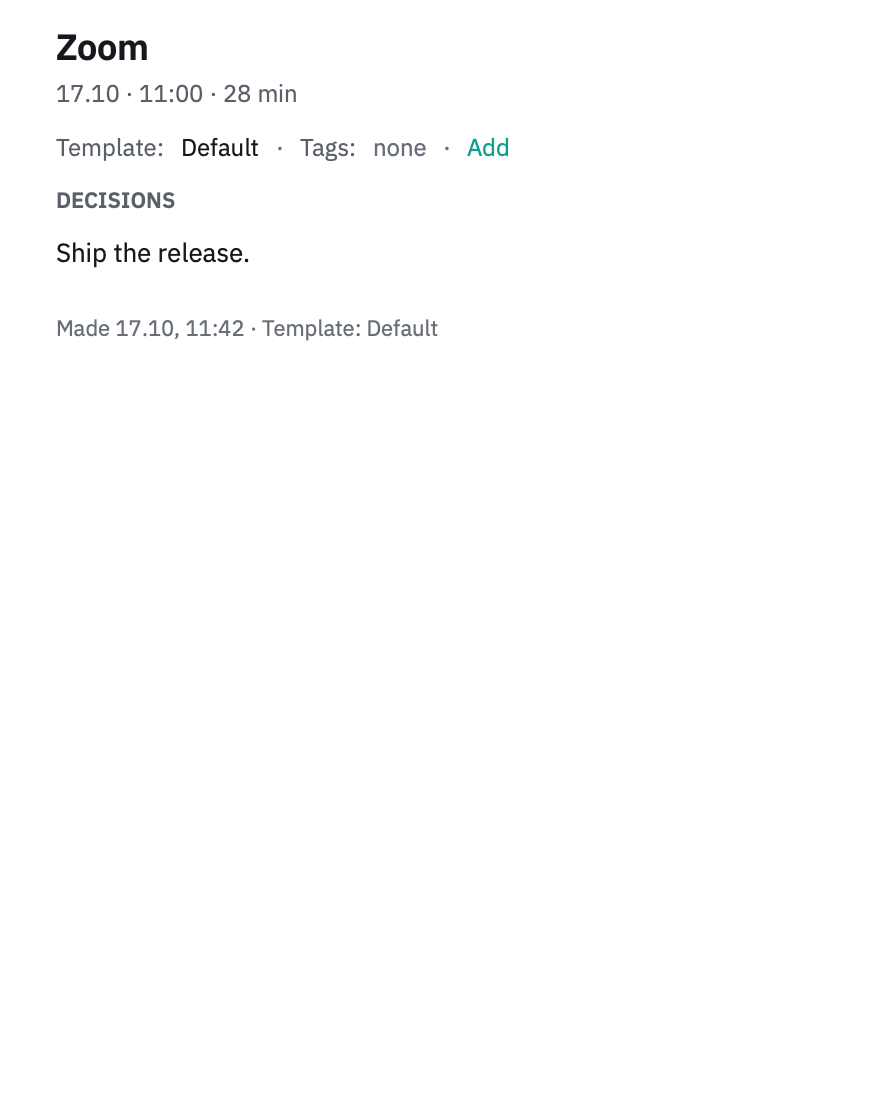 Zoom
17.10 · 11:00 · 28 min
Template: Default · Tags: none · Add
DECISIONS
Ship the release.
Made 17.10, 11:42 · Template: Default